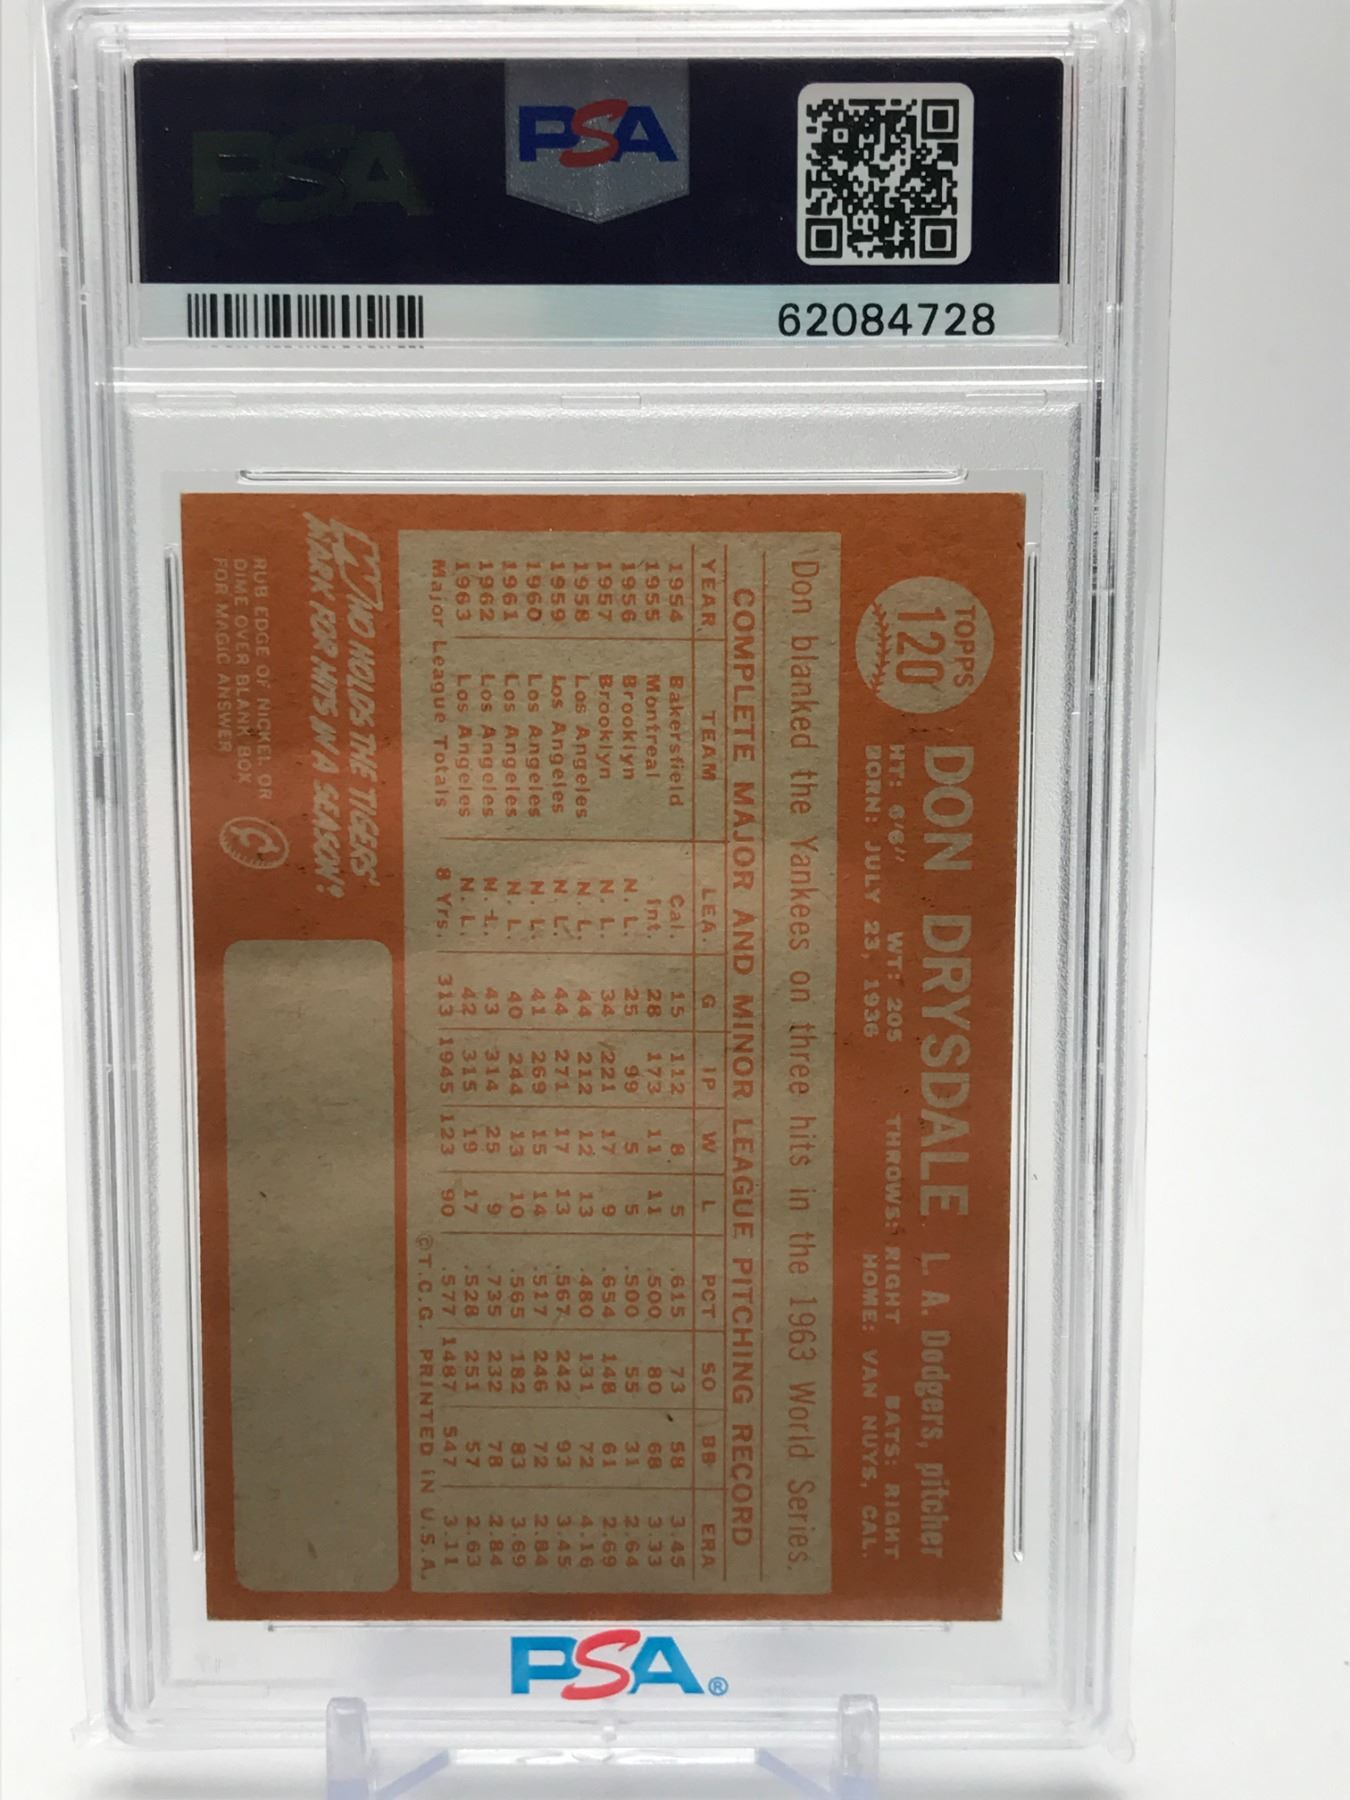 PSA
PSA
62084728
TOPPS
120
DON DRYSDALE L. A. Dodgers, pitcher
HT: 6'6" WT: 205 THROWS: RIGHT BATS: RIGHT
BORN: JULY 23, 1936 HOME: VAN NUYS, CAL.
Don blanked the Yankees on three hits in the 1963 World Series.
COMPLETE MAJOR AND MINOR LEAGUE PITCHING RECORD
YEAR TEAM LEA. G IP W L PCT SO BB ERA
1954 Bakersfield Cal. 15 112 8 5 .615 73 58 3.45
1955 Montreal Int. 28 173 11 11 .500 80 68 3.33
1956 Brooklyn N. L. 25 99 5 5 .500 55 31 2.64
1957 Brooklyn N. L. 34 221 17 9 .654 148 61 2.69
1958 Los Angeles N. L. 44 212 12 13 .480 131 72 4.16
1959 Los Angeles N. L. 44 271 17 13 .567 242 93 3.45
1960 Los Angeles N. L. 41 269 15 14 .517 246 72 2.84
1961 Los Angeles N. L. 40 244 13 10 .565 182 83 3.69
1962 Los Angeles N. L. 43 314 25 9 .735 232 78 2.84
1963 Los Angeles N. L. 42 315 19 17 .528 251 57 2.63
Major League Totals 8 Yrs. 313 1945 123 90 .577 1487 547 3.11
©T.C.G. PRINTED IN U.S.A.
WHO HOLDS THE TIGERS'
MARK FOR HITS IN A SEASON?
RUB EDGE OF NICKEL OR
DIME OVER BLANK BOX
FOR MAGIC ANSWER
PSA®